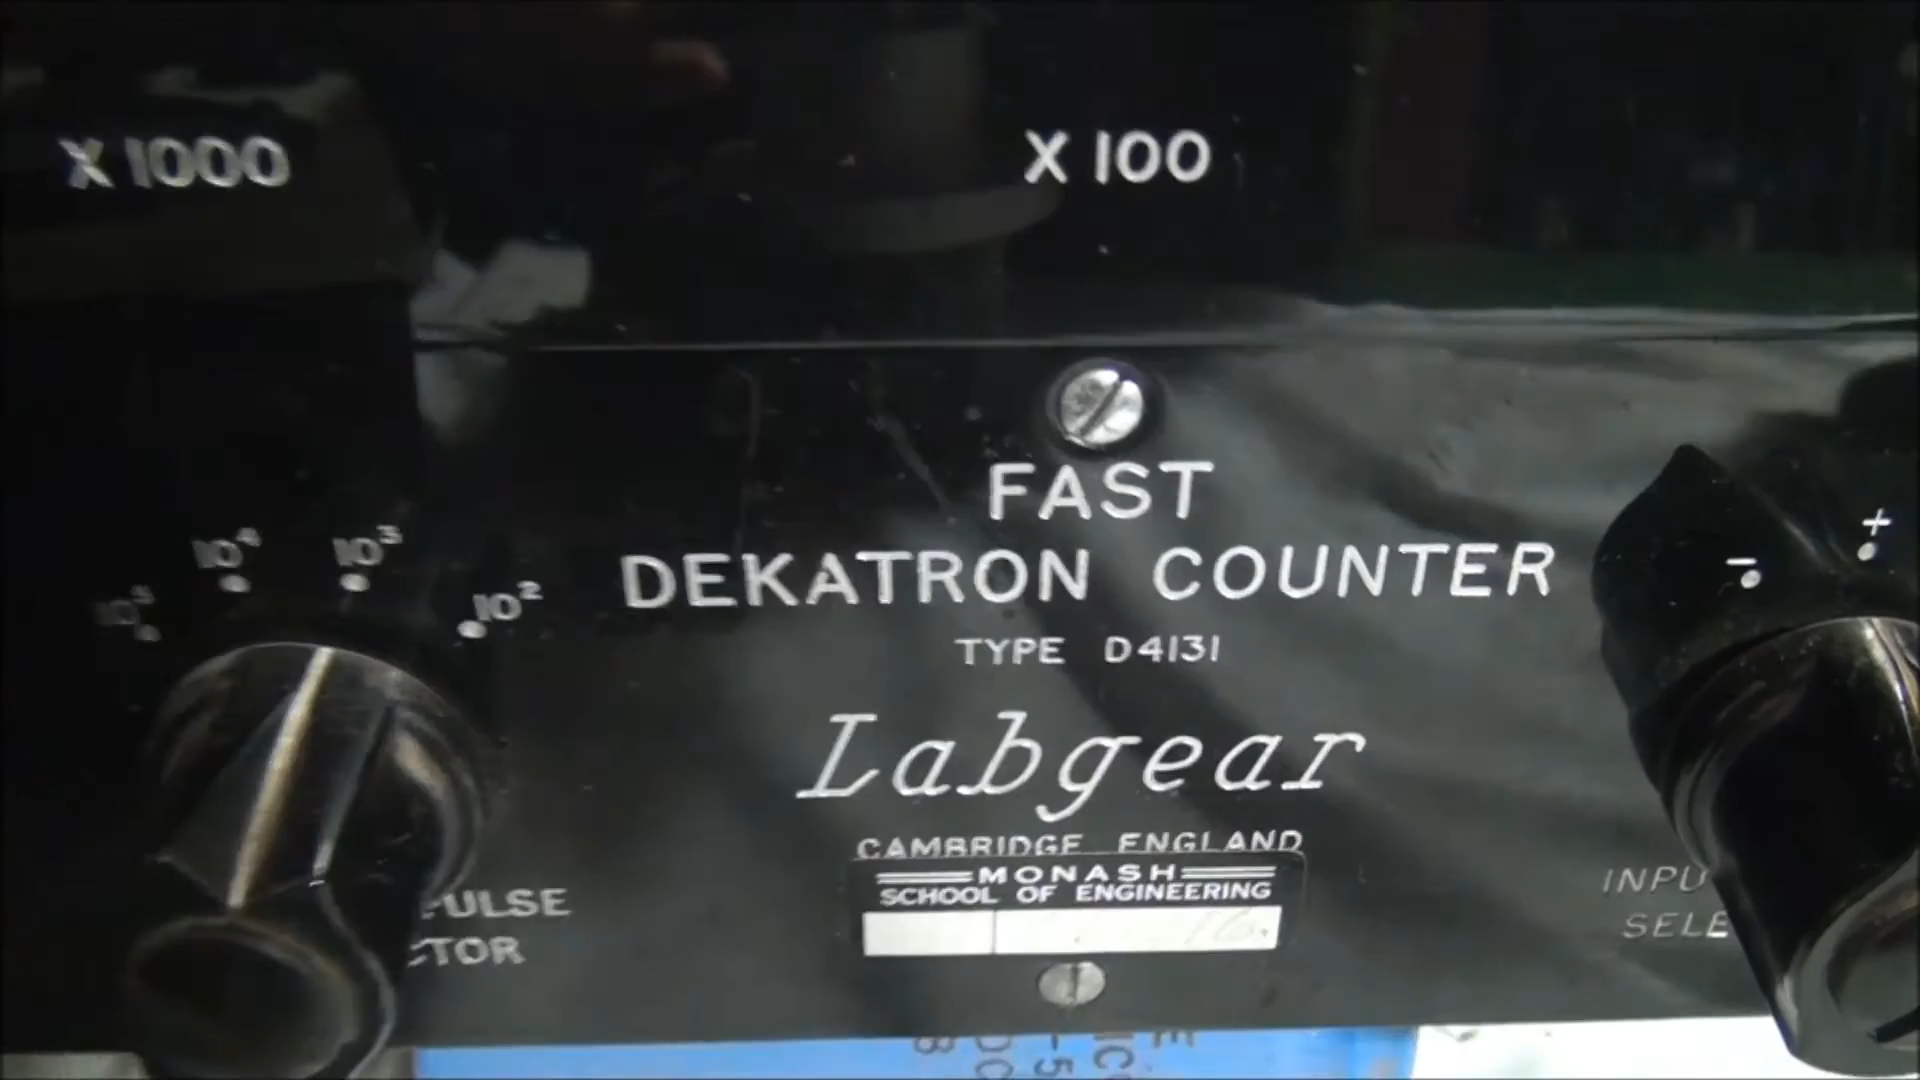 X 1000
X 100
10⁵
10⁴
10³
10²
FAST
DEKATRON COUNTER
TYPE D4131
- +
Labgear
CAMBRIDGE ENGLAND
MONASH
SCHOOL OF ENGINEERING
PULSE
CTOR
INPU
SELE